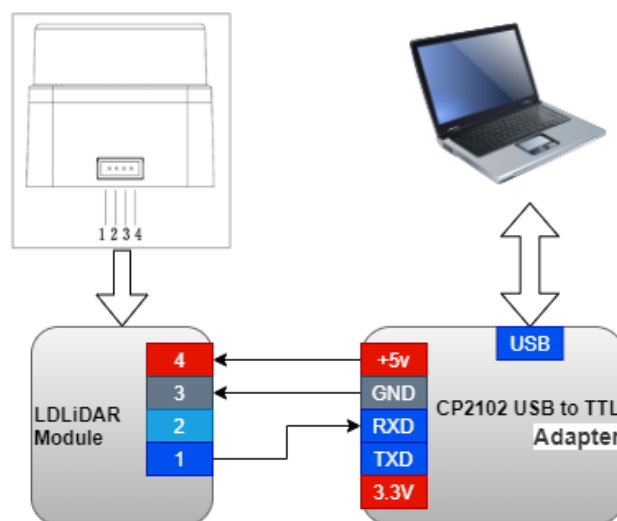 1 2 3 4
USB
LDLiDAR
Module
4
3
2
1
+5v
GND
RXD
TXD
3.3V
CP2102 USB to TTL
Adapter